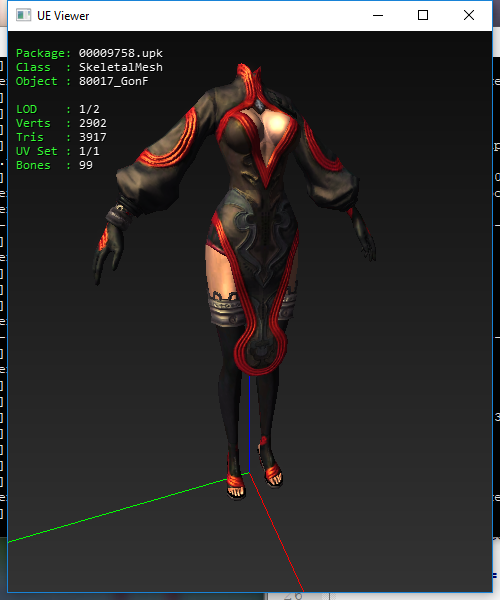 UE Viewer
Package: 00009758.upk
Class : SkeletalMesh
Object : 80017_GonF
LOD : 1/2
Verts : 2902
Tris : 3917
UV Set : 1/1
Bones : 99